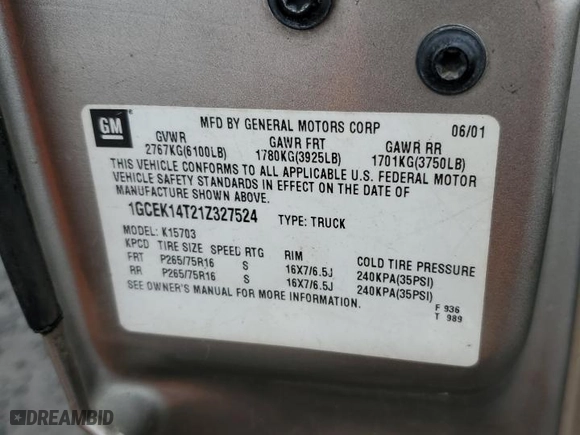 GM
MFD BY GENERAL MOTORS CORP 06/01
GVWR GAWR FRT GAWR RR
2767KG(6100LB) 1780KG(3925LB) 1701KG(3750LB)
THIS VEHICLE CONFORMS TO ALL APPLICABLE U.S. FEDERAL MOTOR
VEHICLE SAFETY STANDARDS IN EFFECT ON THE DATE OF
MANUFACTURE SHOWN ABOVE.
1GCEK14T21Z327524 TYPE: TRUCK
MODEL: K15703
KPCD TIRE SIZE SPEED RTG RIM COLD TIRE PRESSURE
FRT P265/75R16 S 16X7/6.5J 240KPA(35PSI)
RR P265/75R16 S 16X7/6.5J 240KPA(35PSI)
SEE OWNER'S MANUAL FOR MORE INFORMATION.
F 936
T 989
DREAMBID